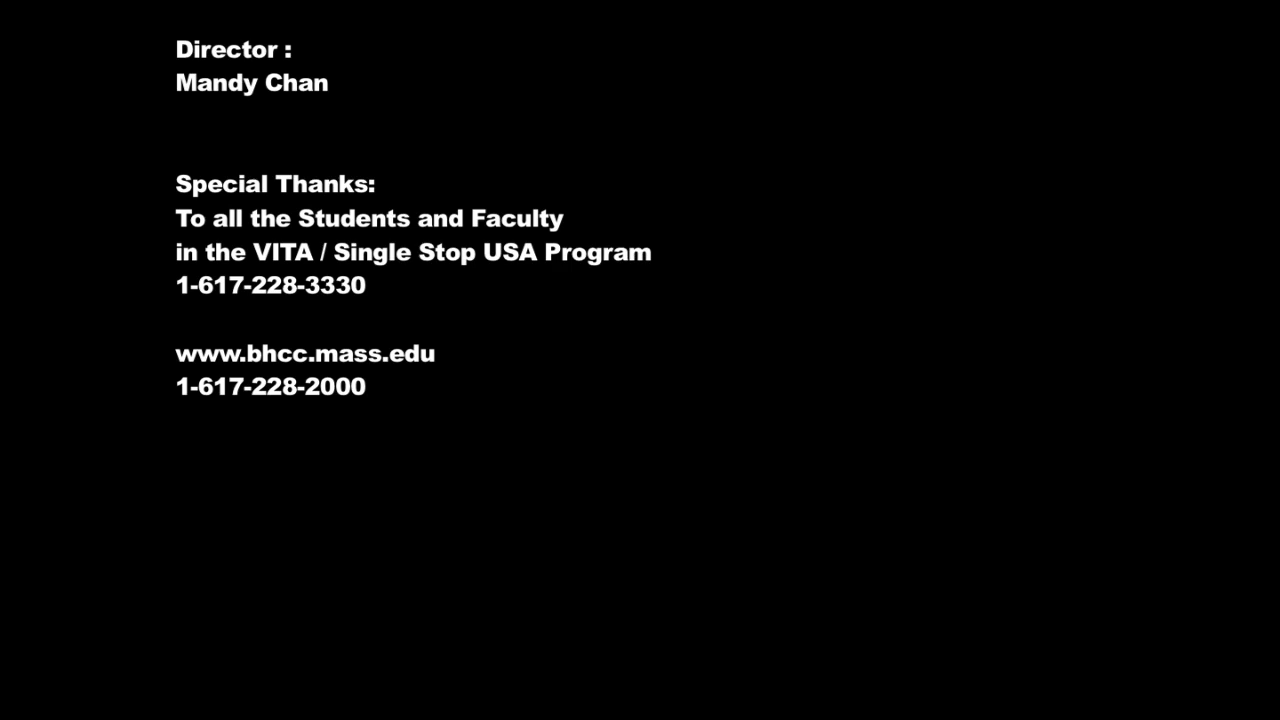 Director :
Mandy Chan
Special Thanks:
To all the Students and Faculty
in the VITA / Single Stop USA Program
1-617-228-3330
www.bhcc.mass.edu
1-617-228-2000